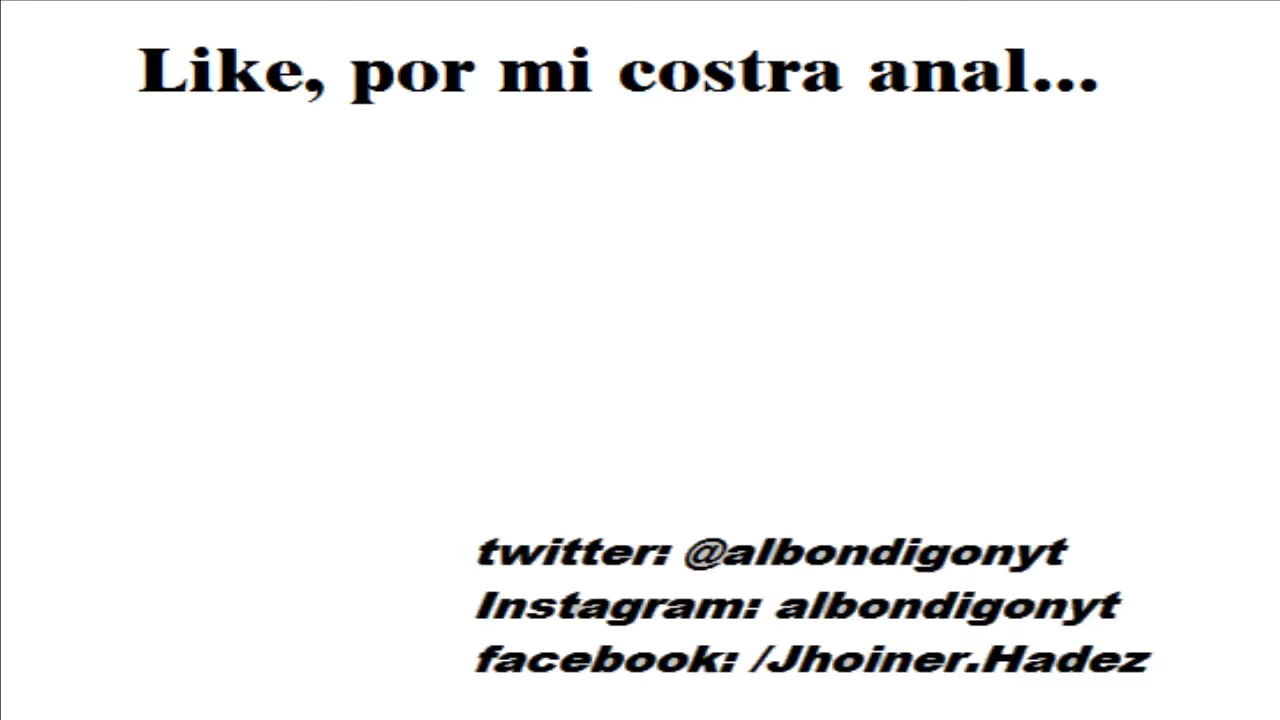 Like, por mi costra anal...
twitter: @albondigonyt
Instagram: albondigonyt
facebook: /Jhoiner.Hadez